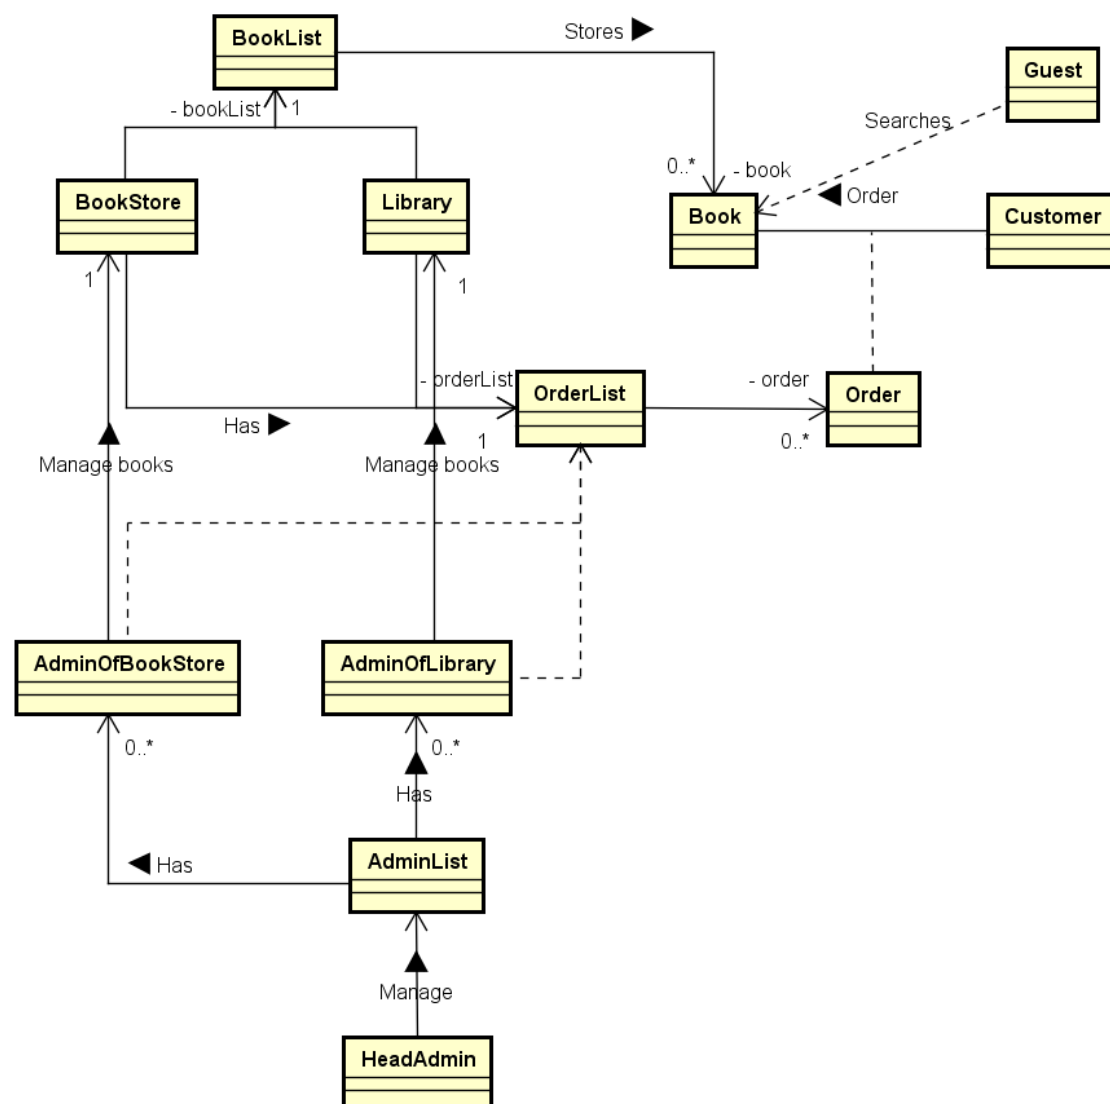 BookList
Stores
Guest
- bookList
1
Searches
0..*
- book
BookStore
Library
Book
Order
Customer
1
1
- orderList
OrderList
- order
Order
Has
1
0..*
Manage books
Manage books
AdminOfBookStore
AdminOfLibrary
0..*
0..*
Has
Has
AdminList
Manage
HeadAdmin